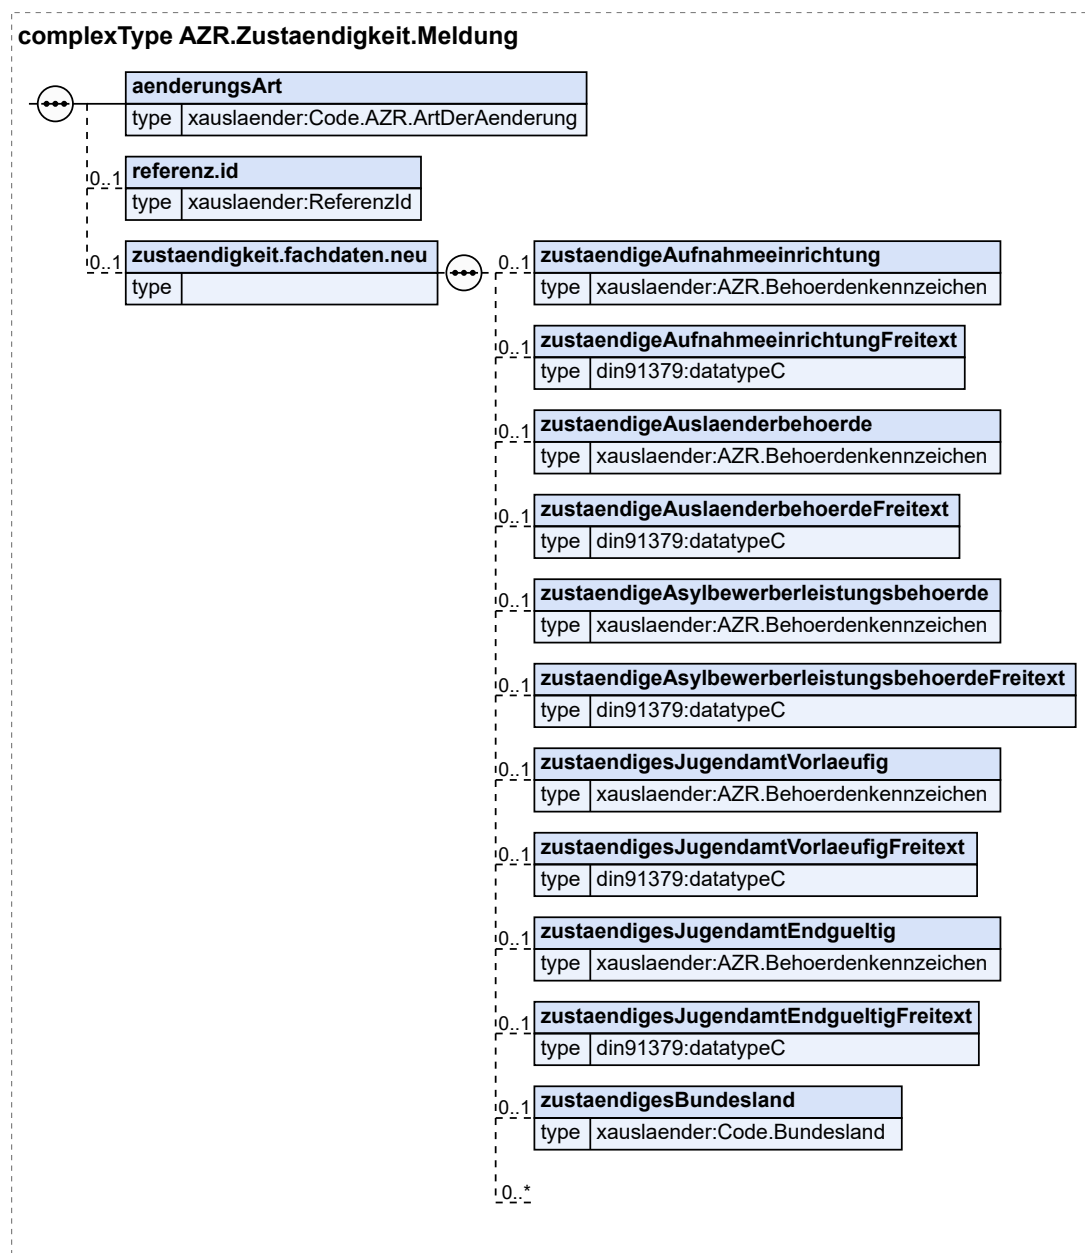 complexType AZR.Zustaendigkeit.Meldung
aenderungsArt
type xauslaender:Code.AZR.ArtDerAenderung
0..1 referenz.id
type xauslaender:ReferenzId
0..1 zustaendigkeit.fachdaten.neu
type
0..1 zustaendigeAufnahmeeinrichtung
type xauslaender:AZR.Behoerdenkennzeichen
0..1 zustaendigeAufnahmeeinrichtungFreitext
type din91379:datatypeC
0..1 zustaendigeAuslaenderbehoerde
type xauslaender:AZR.Behoerdenkennzeichen
0..1 zustaendigeAuslaenderbehoerdeFreitext
type din91379:datatypeC
0..1 zustaendigeAsylbewerberleistungsbehoerde
type xauslaender:AZR.Behoerdenkennzeichen
0..1 zustaendigeAsylbewerberleistungsbehoerdeFreitext
type din91379:datatypeC
0..1 zustaendigesJugendamtVorlaeufig
type xauslaender:AZR.Behoerdenkennzeichen
0..1 zustaendigesJugendamtVorlaeufigFreitext
type din91379:datatypeC
0..1 zustaendigesJugendamtEndgueltig
type xauslaender:AZR.Behoerdenkennzeichen
0..1 zustaendigesJugendamtEndgueltigFreitext
type din91379:datatypeC
0..1 zustaendigesBundesland
type xauslaender:Code.Bundesland
0..*